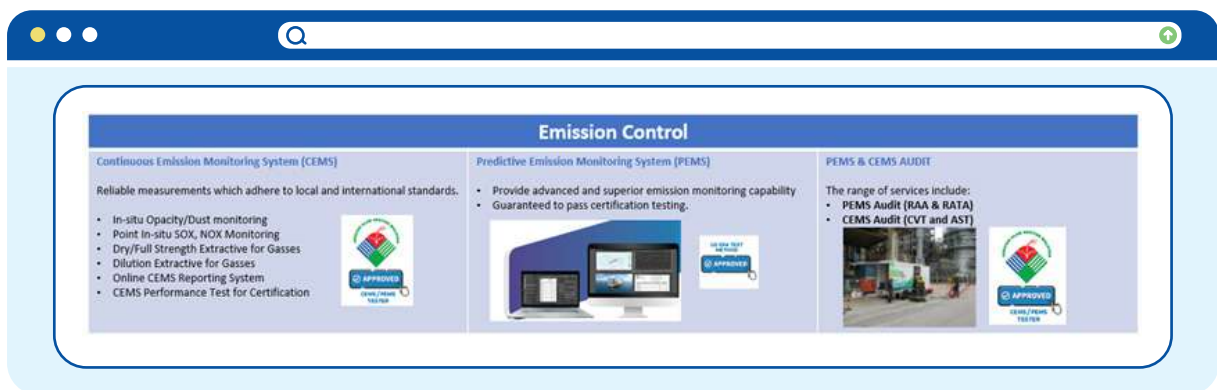 Emission Control
Continuous Emission Monitoring System (CEMS)
Reliable measurements which adhere to local and international standards.
• In-situ Opacity/Dust monitoring
• Point In-situ SOX, NOX Monitoring
• Dry/Full Strength Extractive for Gasses
• Dilution Extractive for Gasses
• Online CEMS Reporting System
• CEMS Performance Test for Certification
APPROVED
CEMS/PEMS
TESTER
Predictive Emission Monitoring System (PEMS)
• Provide advanced and superior emission monitoring capability
• Guaranteed to pass certification testing.
US EPA TEST
METHOD
APPROVED
PEMS & CEMS AUDIT
The range of services include:
• PEMS Audit (RAA & RATA)
• CEMS Audit (CVT and AST)
APPROVED
CEMS/PEMS
TESTER